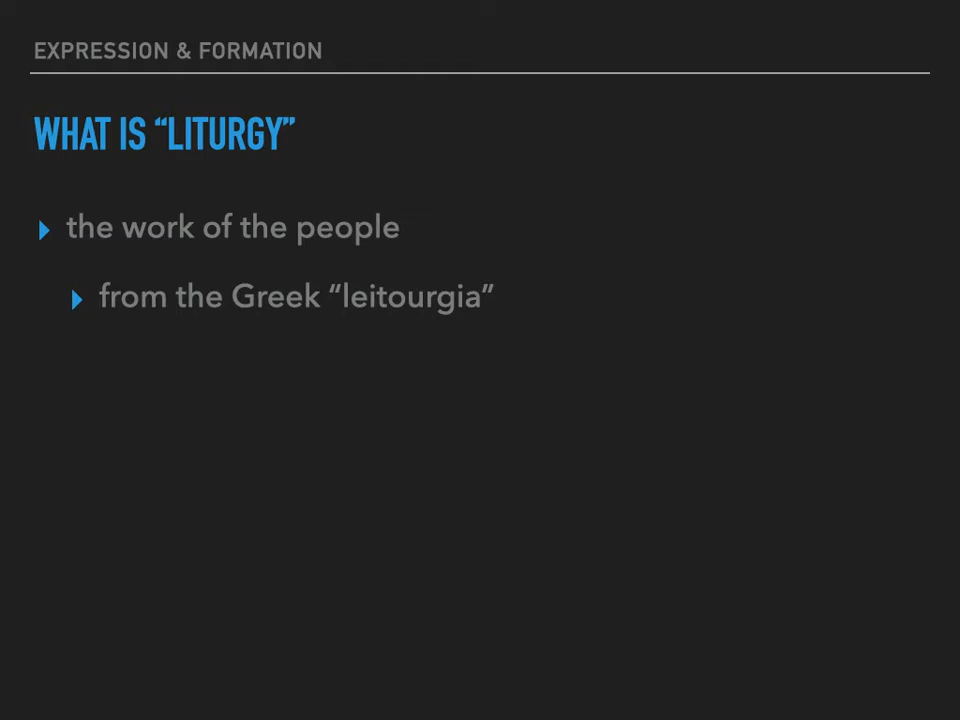 EXPRESSION & FORMATION
WHAT IS “LITURGY”
▸ the work of the people
▸ from the Greek “leitourgia”